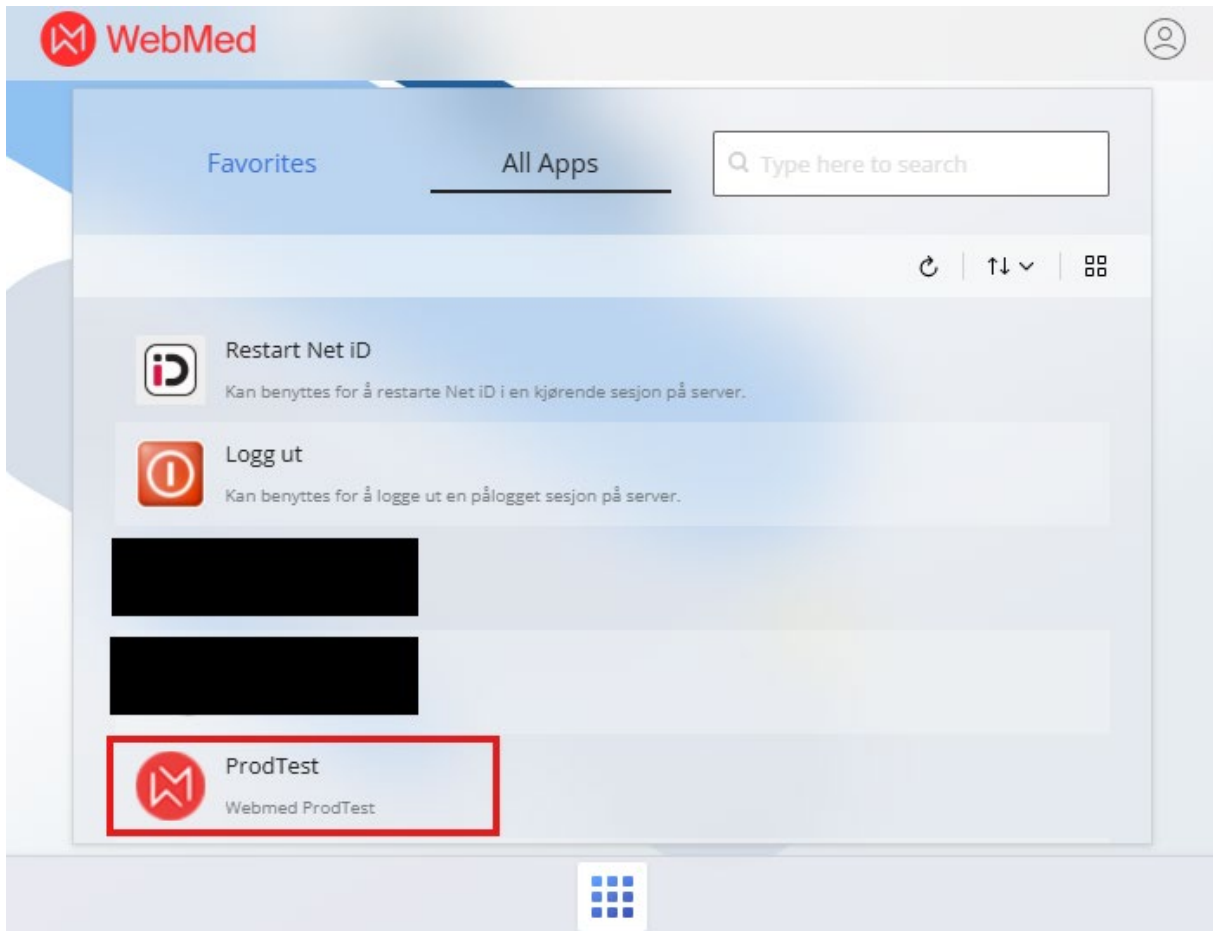 WebMed
Favorites
All Apps
Type here to search
Restart Net iD
Kan benyttes for å restarte Net iD i en kjørende sesjon på server.
Logg ut
Kan benyttes for å logge ut en pålogget sesjon på server.
ProdTest
Webmed ProdTest